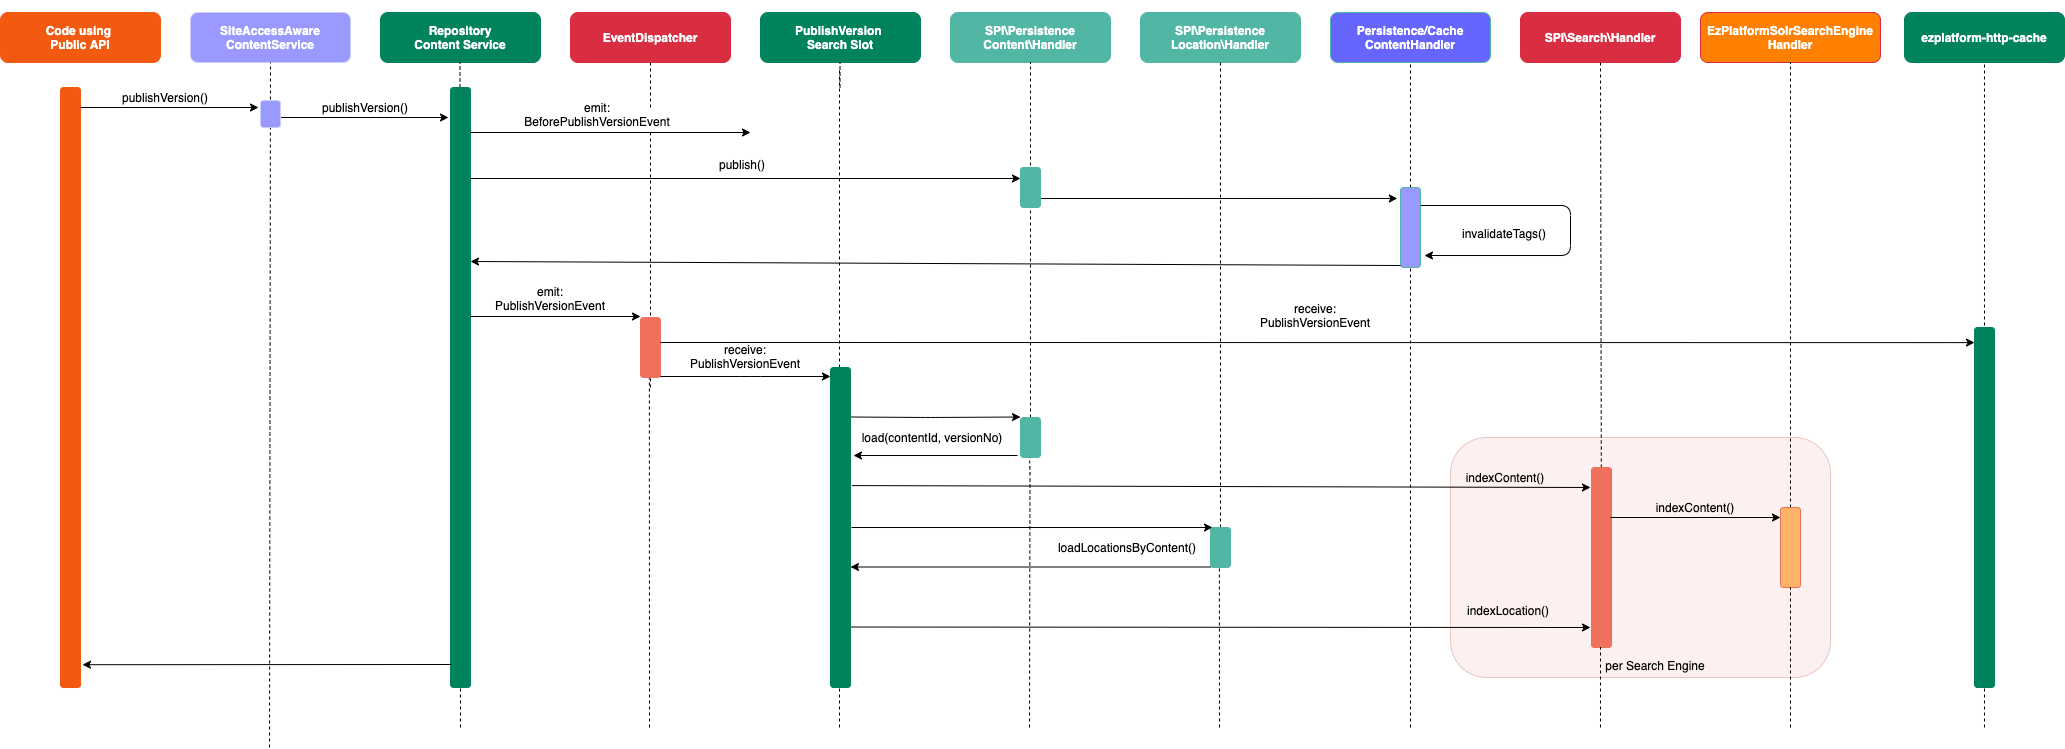 Code using
Public API
SiteAccessAware
ContentService
Repository
Content Service
EventDispatcher
PublishVersion
Search Slot
SPI\Persistence
Content\Handler
SPI\Persistence
Location\Handler
Persistence/Cache
ContentHandler
SPI\Search\Handler
EzPlatformSolrSearchEngine
Handler
ezplatform-http-cache
publishVersion()
publishVersion()
emit:
BeforePublishVersionEvent
publish()
invalidateTags()
emit:
PublishVersionEvent
receive:
PublishVersionEvent
receive:
PublishVersionEvent
load(contentId, versionNo)
indexContent()
indexContent()
loadLocationsByContent()
indexLocation()
per Search Engine